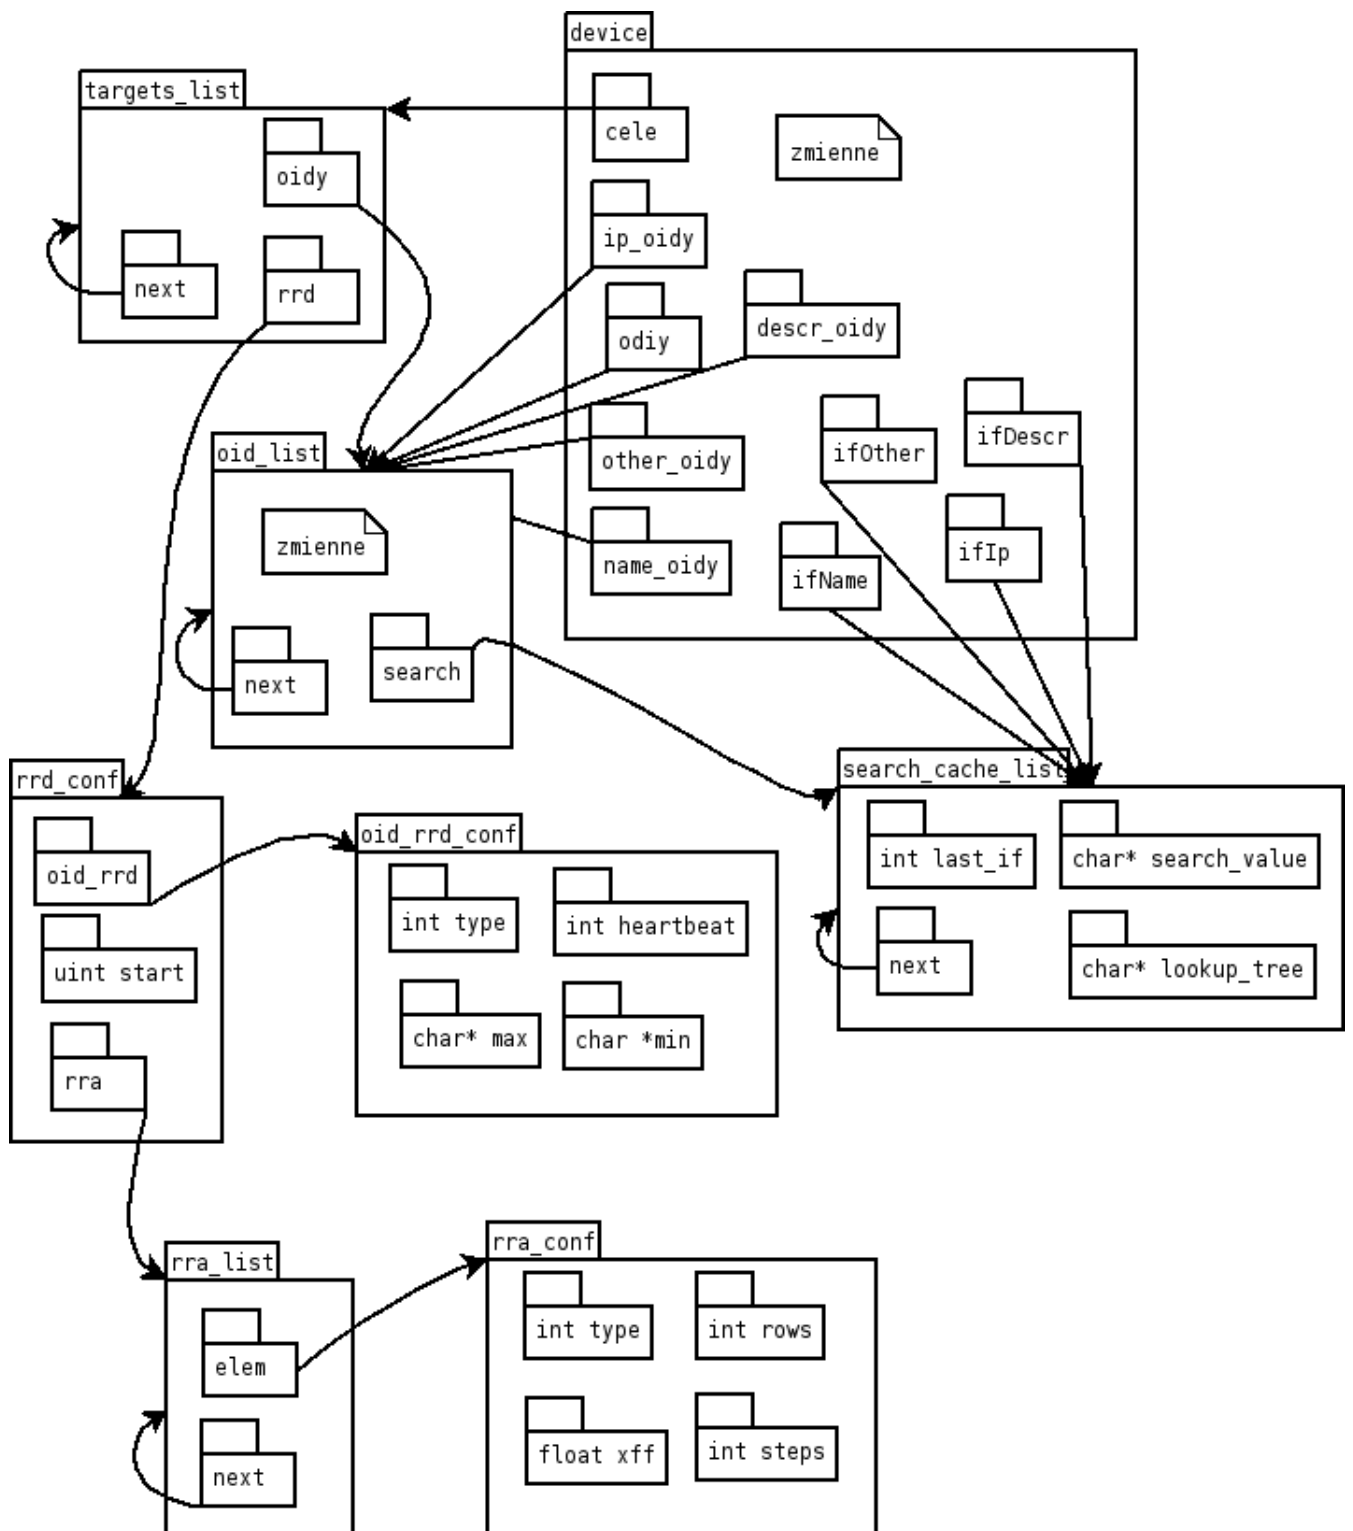 device
targets_list
cele
zmienne
oidy
ip_oidy
next
rrd
odiy
descr_oidy
oid_list
other_oidy
ifOther
ifDescr
zmienne
name_oidy
ifName
ifIp
next
search
rrd_conf
search_cache_list
oid_rrd
oid_rrd_conf
int last_if
char* search_value
int type
int heartbeat
uint start
next
char* lookup_tree
char* max
char *min
rra
rra_list
rra_conf
elem
int type
int rows
next
float xff
int steps